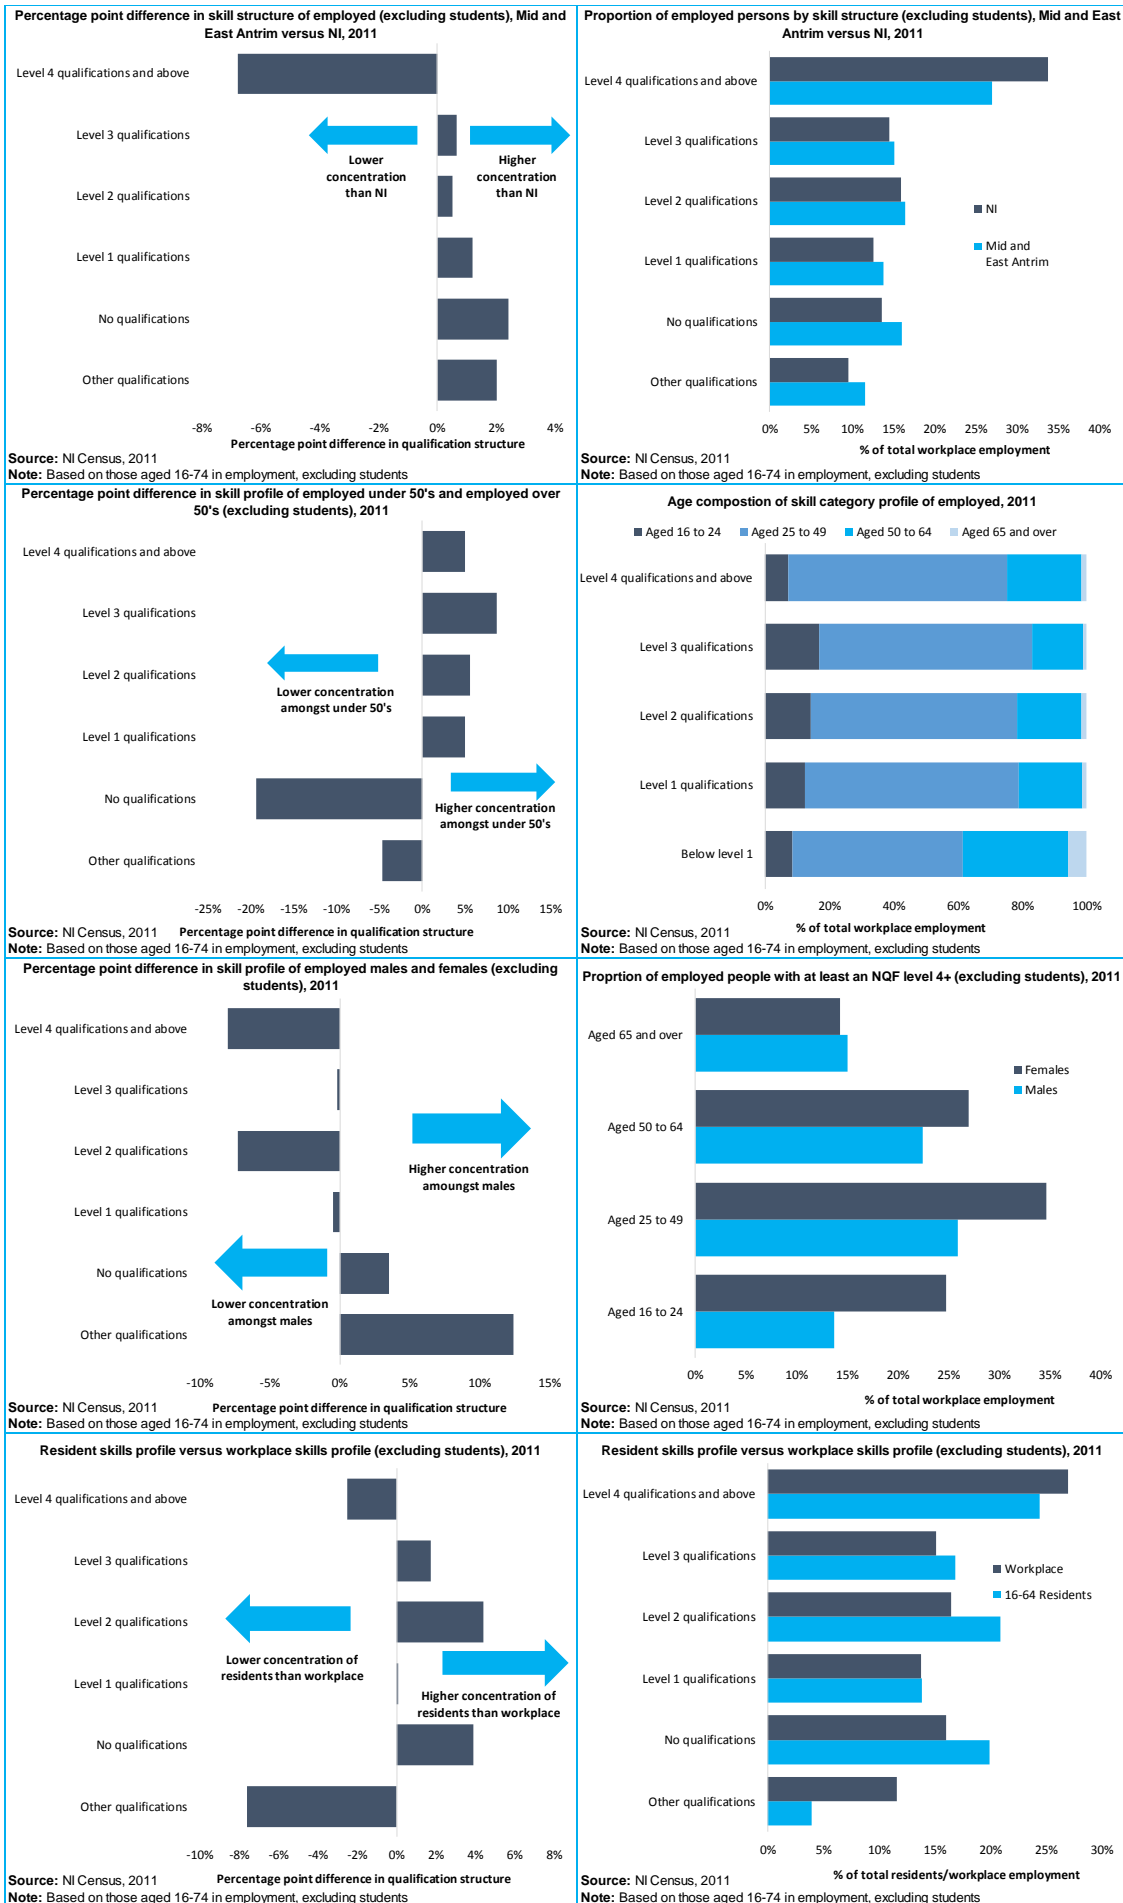 Percentage point difference in skill structure of employed (excluding students), Mid and
East Antrim versus NI, 2011
Level 4 qualifications and above
Level 3 qualifications
Level 2 qualifications
Level 1 qualifications
No qualifications
Other qualifications
Lower
concentration
than NI
Higher
concentration
than NI
-8% -6% -4% -2% 0% 2% 4%
Percentage point difference in qualification structure
Source: NI Census, 2011
Note: Based on those aged 16-74 in employment, excluding students
Proportion of employed persons by skill structure (excluding students), Mid and East
Antrim versus NI, 2011
Level 4 qualifications and above
Level 3 qualifications
Level 2 qualifications
Level 1 qualifications
No qualifications
Other qualifications
NI
Mid and
East Antrim
0% 5% 10% 15% 20% 25% 30% 35% 40%
% of total workplace employment
Source: NI Census, 2011
Note: Based on those aged 16-74 in employment, excluding students
Percentage point difference in skill profile of employed under 50's and employed over
50's (excluding students), 2011
Level 4 qualifications and above
Level 3 qualifications
Level 2 qualifications
Level 1 qualifications
No qualifications
Other qualifications
Lower concentration
amongst under 50's
Higher concentration
amongst under 50's
-25% -20% -15% -10% -5% 0% 5% 10% 15%
Percentage point difference in qualification structure
Source: NI Census, 2011
Note: Based on those aged 16-74 in employment, excluding students
Age compostion of skill category profile of employed, 2011
Aged 16 to 24 Aged 25 to 49 Aged 50 to 64 Aged 65 and over
Level 4 qualifications and above
Level 3 qualifications
Level 2 qualifications
Level 1 qualifications
Below level 1
0% 20% 40% 60% 80% 100%
% of total workplace employment
Source: NI Census, 2011
Note: Based on those aged 16-74 in employment, excluding students
Percentage point difference in skill profile of employed males and females (excluding
students), 2011
Level 4 qualifications and above
Level 3 qualifications
Level 2 qualifications
Level 1 qualifications
No qualifications
Other qualifications
Higher concentration
amoungst males
Lower concentration
amongst males
-10% -5% 0% 5% 10% 15%
Percentage point difference in qualification structure
Source: NI Census, 2011
Note: Based on those aged 16-74 in employment, excluding students
Proprtion of employed people with at least an NQF level 4+ (excluding students), 2011
Aged 65 and over
Aged 50 to 64
Aged 25 to 49
Aged 16 to 24
Females
Males
0% 5% 10% 15% 20% 25% 30% 35% 40%
% of total workplace employment
Source: NI Census, 2011
Note: Based on those aged 16-74 in employment, excluding students
Resident skills profile versus workplace skills profile (excluding students), 2011
Level 4 qualifications and above
Level 3 qualifications
Level 2 qualifications
Level 1 qualifications
No qualifications
Other qualifications
Lower concentration of
residents than workplace
Higher concentration of
residents than workplace
-10% -8% -6% -4% -2% 0% 2% 4% 6% 8%
Percentage point difference in qualification structure
Source: NI Census, 2011
Note: Based on those aged 16-74 in employment, excluding students
Resident skills profile versus workplace skills profile (excluding students), 2011
Level 4 qualifications and above
Level 3 qualifications
Level 2 qualifications
Level 1 qualifications
No qualifications
Other qualifications
Workplace
16-64 Residents
0% 5% 10% 15% 20% 25% 30%
% of total residents/workplace employment
Source: NI Census, 2011
Note: Based on those aged 16-74 in employment, excluding students